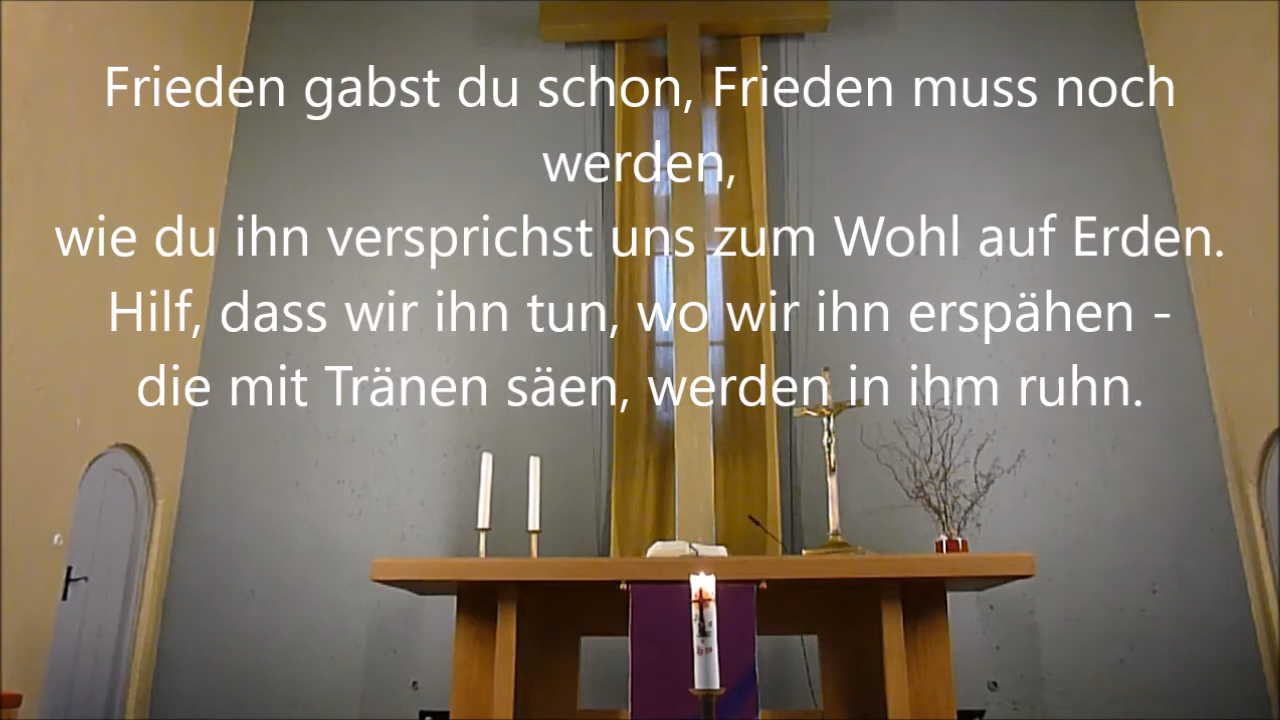 Frieden gabst du schon, Frieden muss noch
werden,
wie du ihn versprichst uns zum Wohl auf Erden.
Hilf, dass wir ihn tun, wo wir ihn erspähen -
die mit Tränen säen, werden in ihm ruhn.